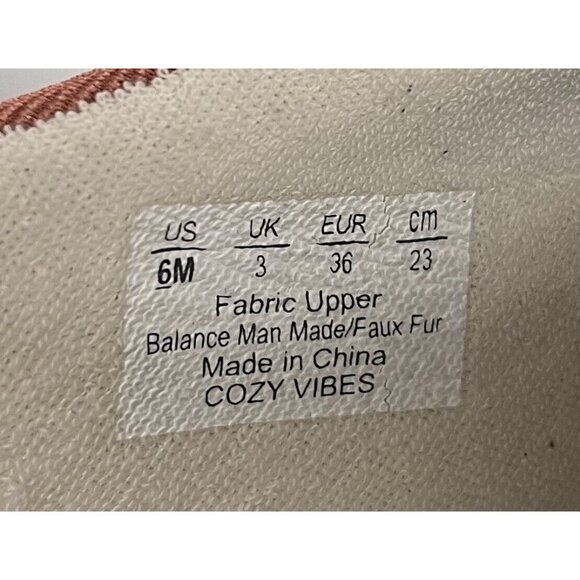 US UK EUR cm
6M 3 36 23
Fabric Upper
Balance Man Made/Faux Fur
Made in China
COZY VIBES